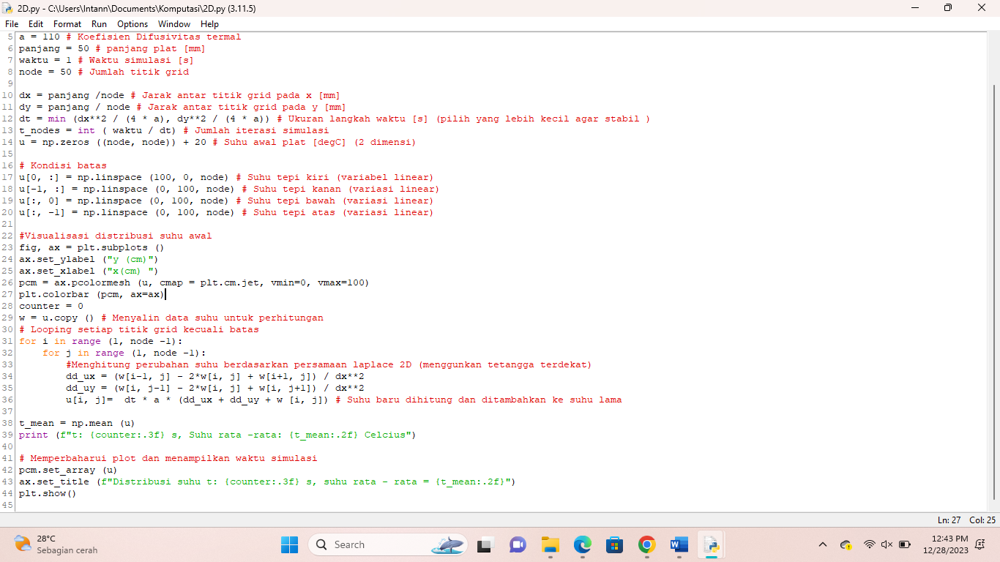 2D.py - C:\Users\Intann\Documents\Komputasi\2D.py (3.11.5)
File Edit Format Run Options Window Help
5 a = 110 # Koefisien Difusivitas termal
6 panjang = 50 # panjang plat [mm]
7 waktu = 1 # Waktu simulasi [s]
8 node = 50 # Jumlah titik grid
9
10 dx = panjang /node # Jarak antar titik grid pada x [mm]
11 dy = panjang / node # Jarak antar titik grid pada y [mm]
12 dt = min (dx**2 / (4 * a), dy**2 / (4 * a)) # Ukuran langkah waktu [s] (pilih yang lebih kecil agar stabil )
13 t_nodes = int ( waktu / dt) # Jumlah iterasi simulasi
14 u = np.zeros ((node, node)) + 20 # Suhu awal plat [degC] (2 dimensi)
15
16 # Kondisi batas
17 u[0, :] = np.linspace (100, 0, node) # Suhu tepi kiri (variabel linear)
18 u[-1, :] = np.linspace (0, 100, node) # Suhu tepi kanan (variasi linear)
19 u[:, 0] = np.linspace (0, 100, node) # Suhu tepi bawah (variasi linear)
20 u[:, -1] = np.linspace (0, 100, node) # Suhu tepi atas (variasi linear)
21
22 #Visualisasi distribusi suhu awal
23 fig, ax = plt.subplots ()
24 ax.set_ylabel ("y (cm)")
25 ax.set_xlabel ("x(cm) ")
26 pcm = ax.pcolormesh (u, cmap = plt.cm.jet, vmin=0, vmax=100)
27 plt.colorbar (pcm, ax=ax)
28 counter = 0
29 w = u.copy () # Menyalin data suhu untuk perhitungan
30 # Looping setiap titik grid kecuali batas
31 for i in range (1, node -1):
32     for j in range (1, node -1):
33         #Menghitung perubahan suhu berdasarkan persamaan laplace 2D (menggunkan tetangga terdekat)
34         dd_ux = (w[i-1, j] - 2*w[i, j] + w[i+1, j]) / dx**2
35         dd_uy = (w[i, j-1] - 2*w[i, j] + w[i, j+1]) / dx**2
36         u[i, j]=  dt * a * (dd_ux + dd_uy + w [i, j]) # Suhu baru dihitung dan ditambahkan ke suhu lama
37
38 t_mean = np.mean (u)
39 print (f"t: {counter:.3f} s, Suhu rata -rata: {t_mean:.2f} Celcius")
40
41 # Memperbaharui plot dan menampilkan waktu simulasi
42 pcm.set_array (u)
43 ax.set_title (f"Distribusi suhu t: {counter:.3f} s, suhu rata - rata = {t_mean:.2f}")
44 plt.show()
45
Ln: 27 Col: 25
28°C
Sebagian cerah
Search
12:43 PM
12/28/2023